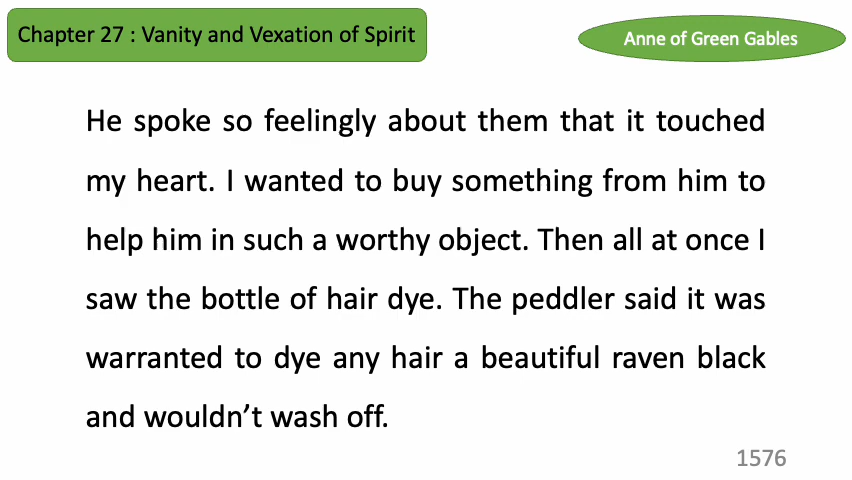 Chapter 27 : Vanity and Vexation of Spirit
Anne of Green Gables
He spoke so feelingly about them that it touched
my heart. I wanted to buy something from him to
help him in such a worthy object. Then all at once I
saw the bottle of hair dye. The peddler said it was
warranted to dye any hair a beautiful raven black
and wouldn’t wash off.
1576